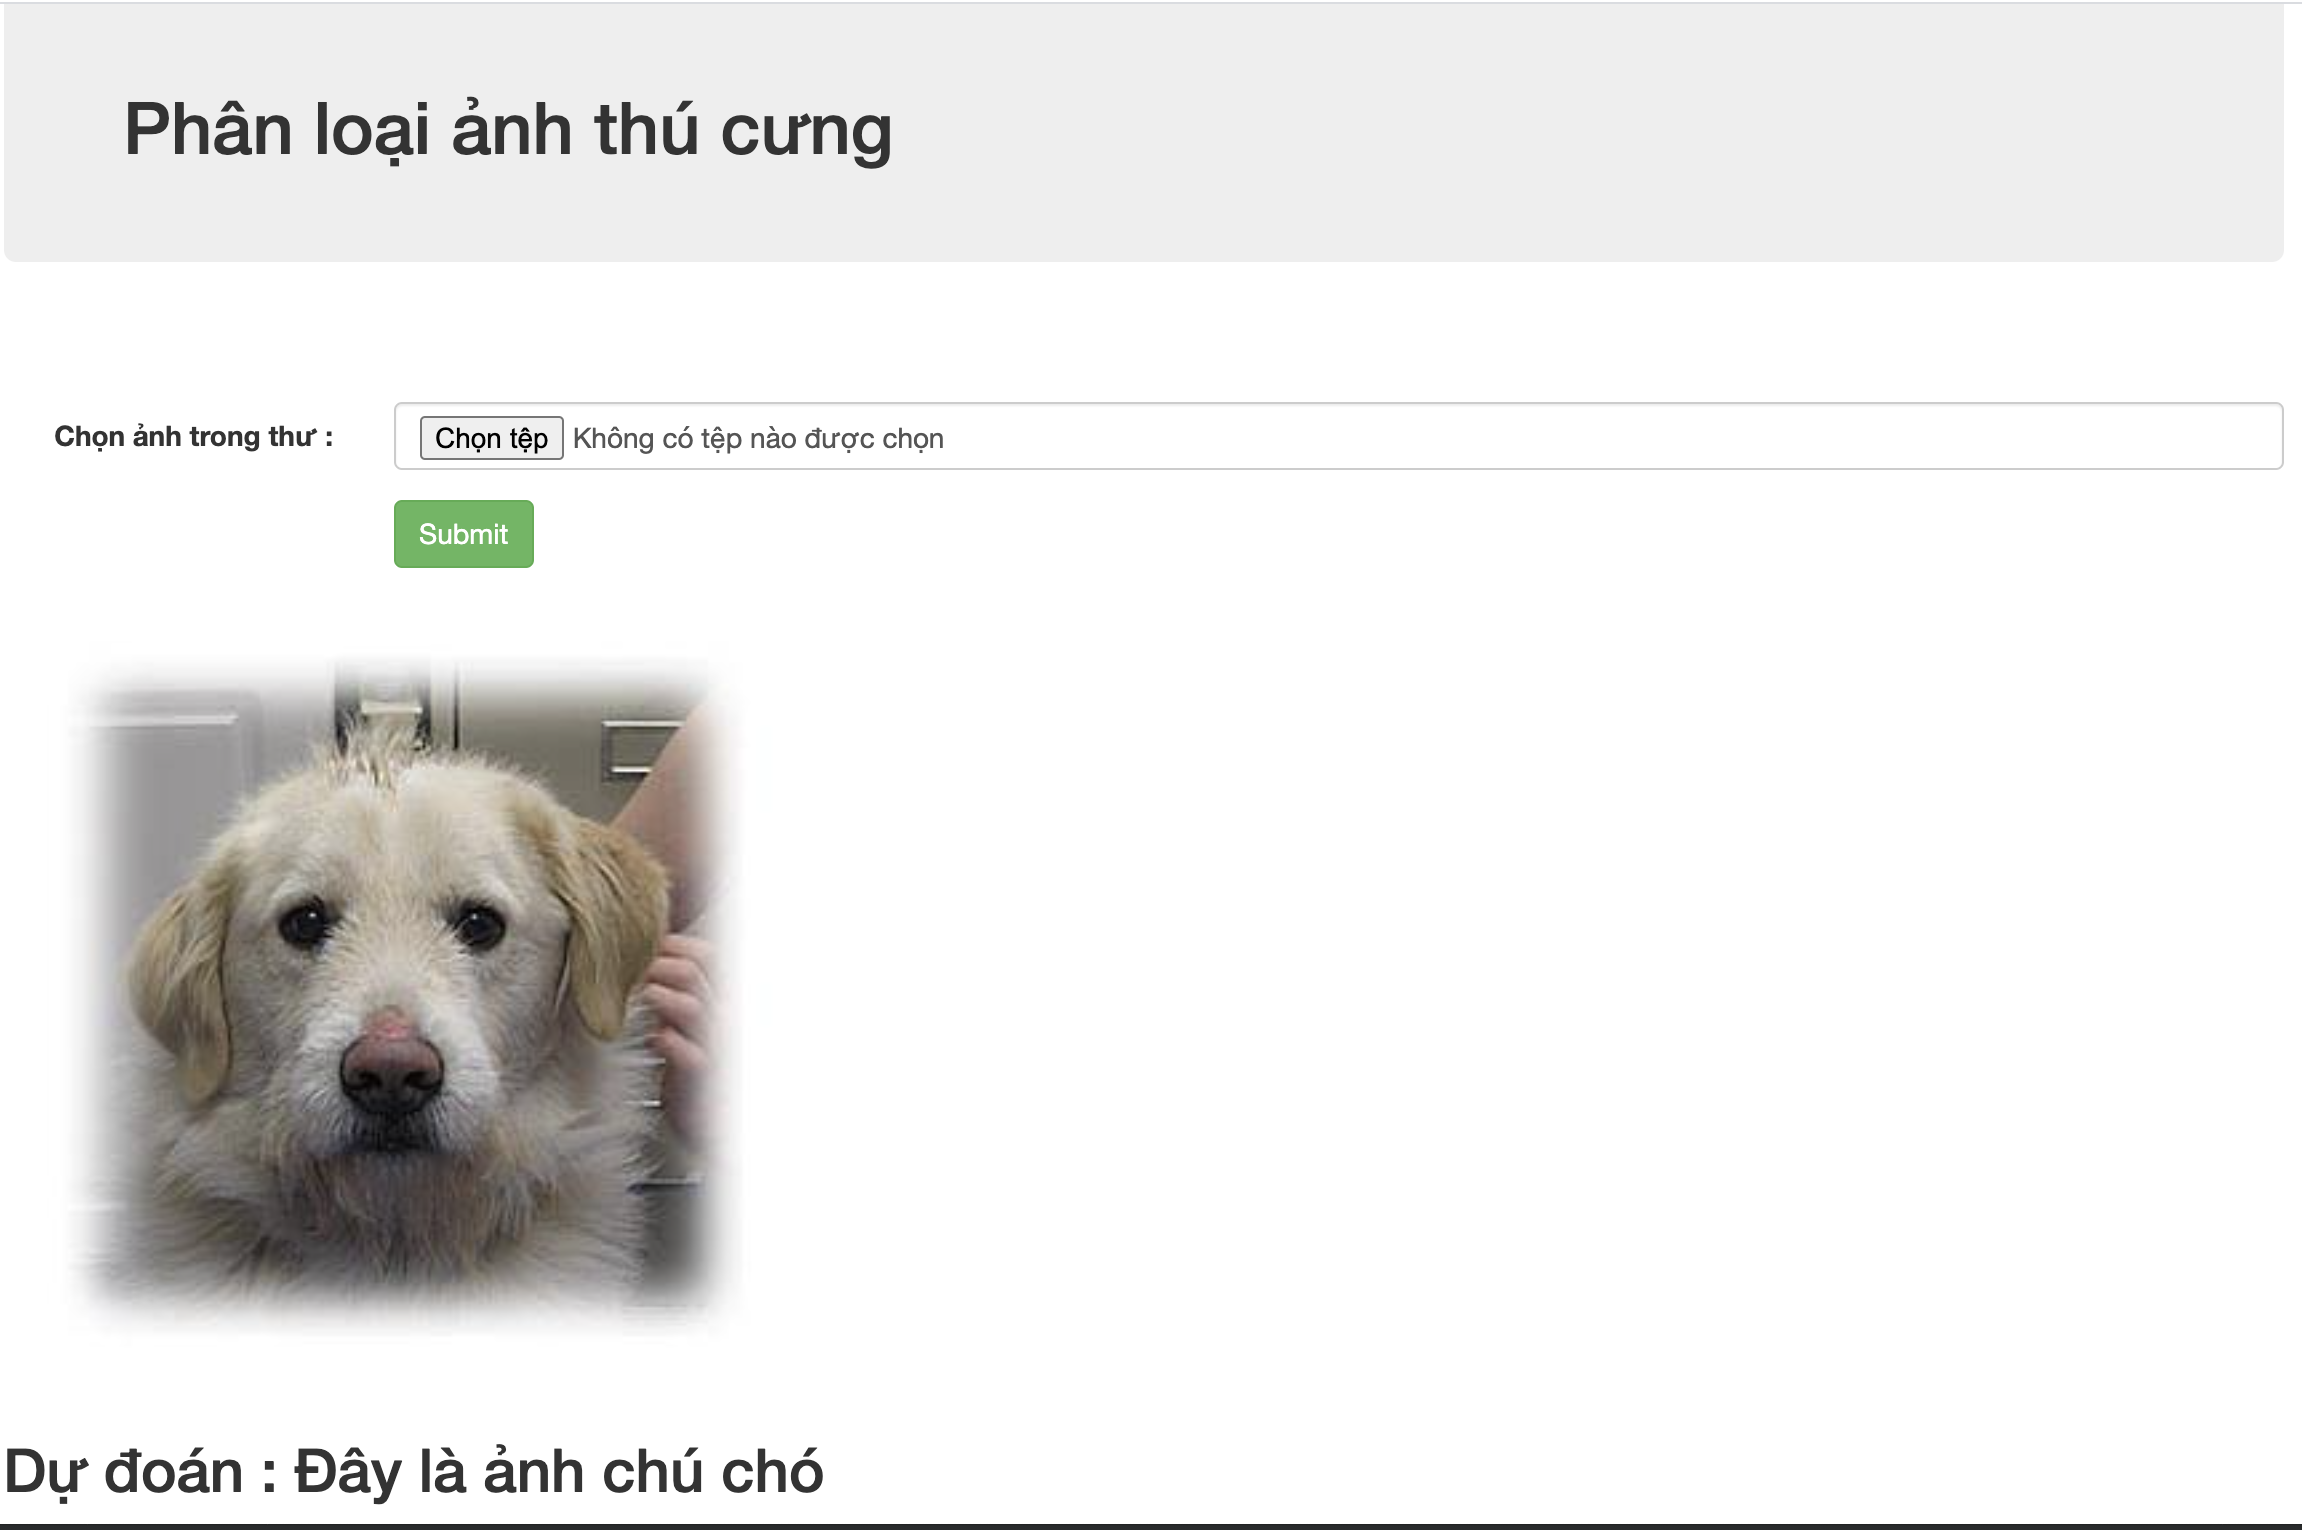 Phân loại ảnh thú cưng
Chọn ảnh trong thư :
Chọn tệp Không có tệp nào được chọn
Submit
Dự đoán : Đây là ảnh chú chó